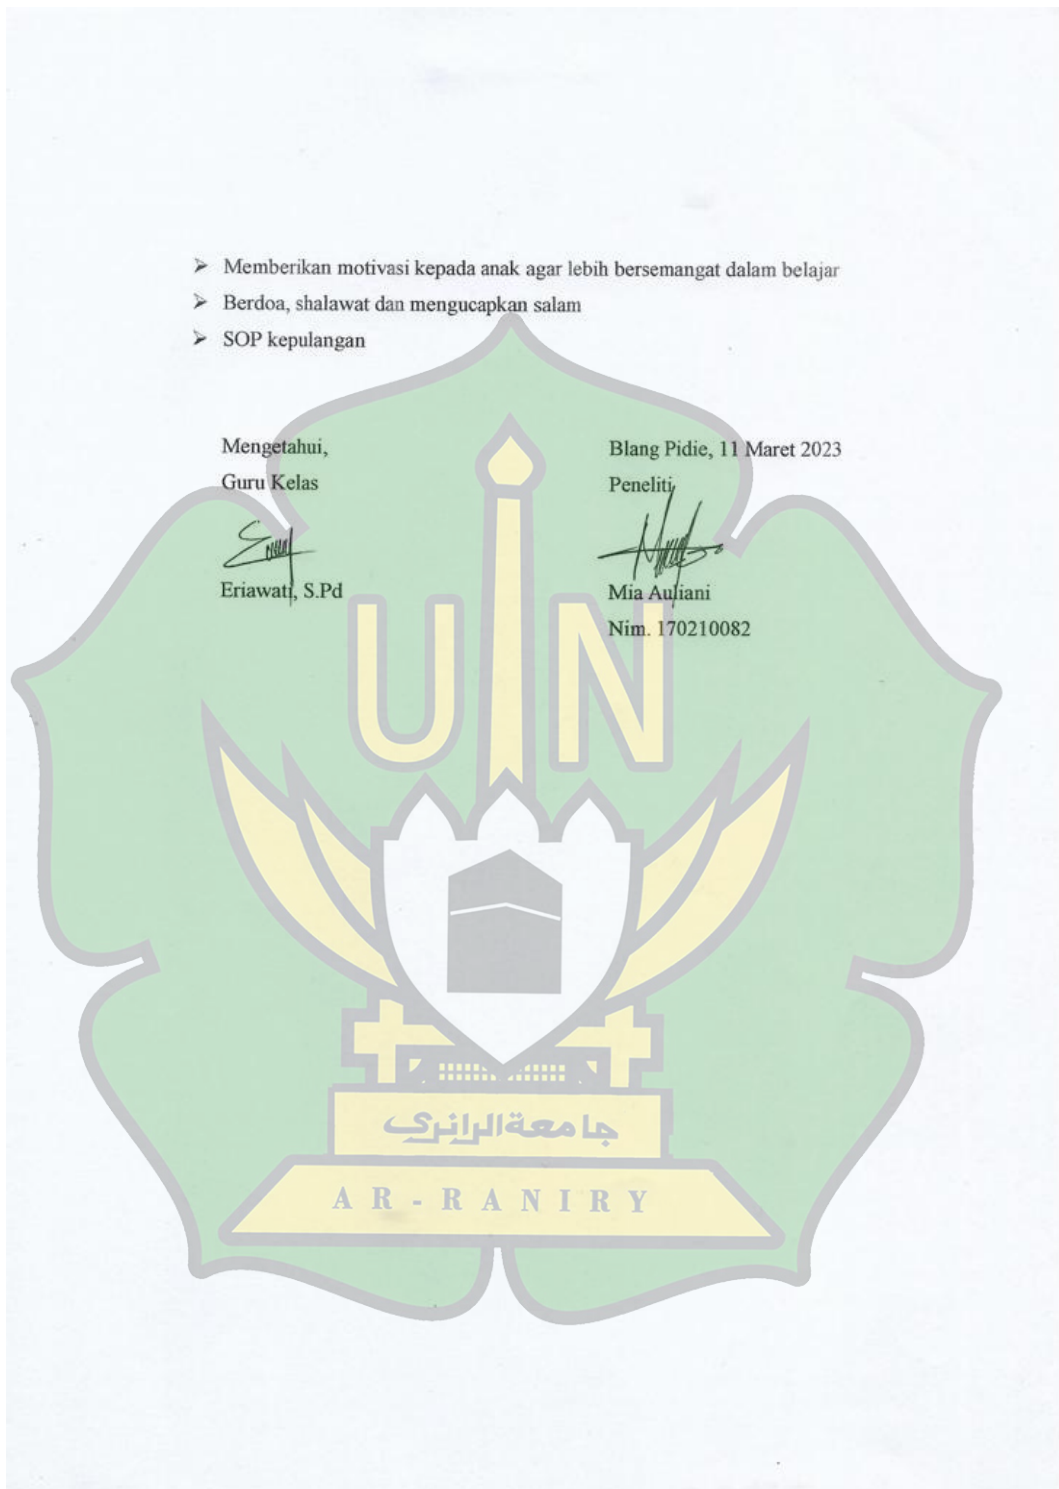 ➢ Memberikan motivasi kepada anak agar lebih bersemangat dalam belajar
➢ Berdoa, shalawat dan mengucapkan salam
➢ SOP kepulangan
Mengetahui,
Guru Kelas
Eriawati, S.Pd
Blang Pidie, 11 Maret 2023
Peneliti
Mia Auliani
Nim. 170210082
UIN
جامعة الرانري
AR-RANIRY